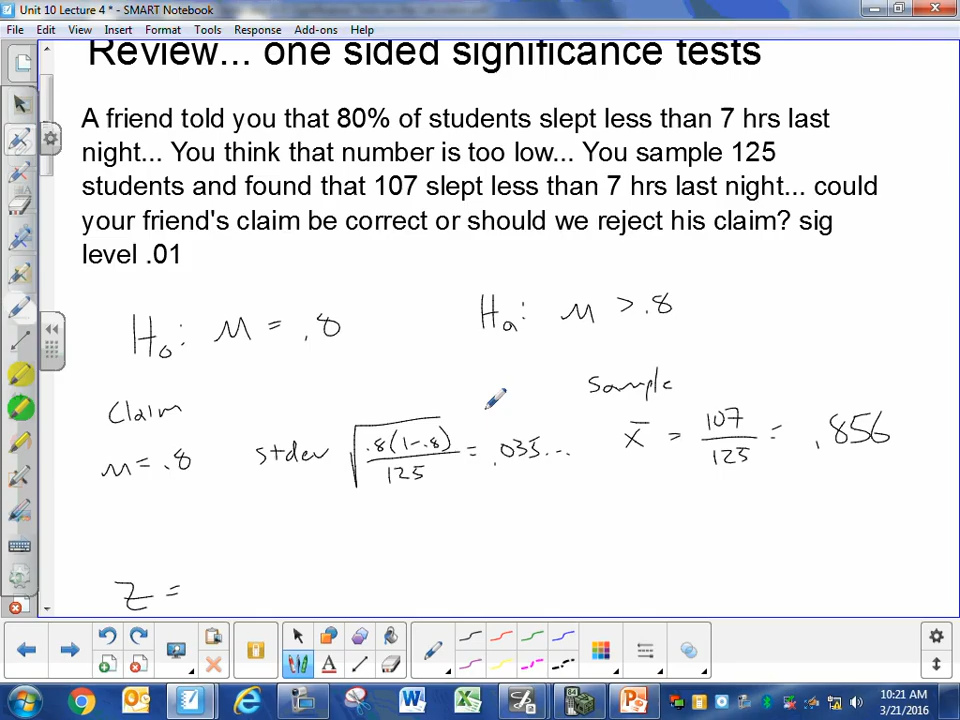 Unit 10 Lecture 4 * - SMART Notebook
File Edit View Insert Format Tools Response Add-ons Help
Review... one sided significance tests
A friend told you that 80% of students slept less than 7 hrs last
night... You think that number is too low... You sample 125
students and found that 107 slept less than 7 hrs last night... could
your friend's claim be correct or should we reject his claim? sig
level .01
H₀: μ = .8 Hₐ: μ > .8
Claim Sample
μ = .8 stdev √(.8(1-.8)/125) = .035... x̄ = 107/125 = .856
Z =
10:21 AM
3/21/2016